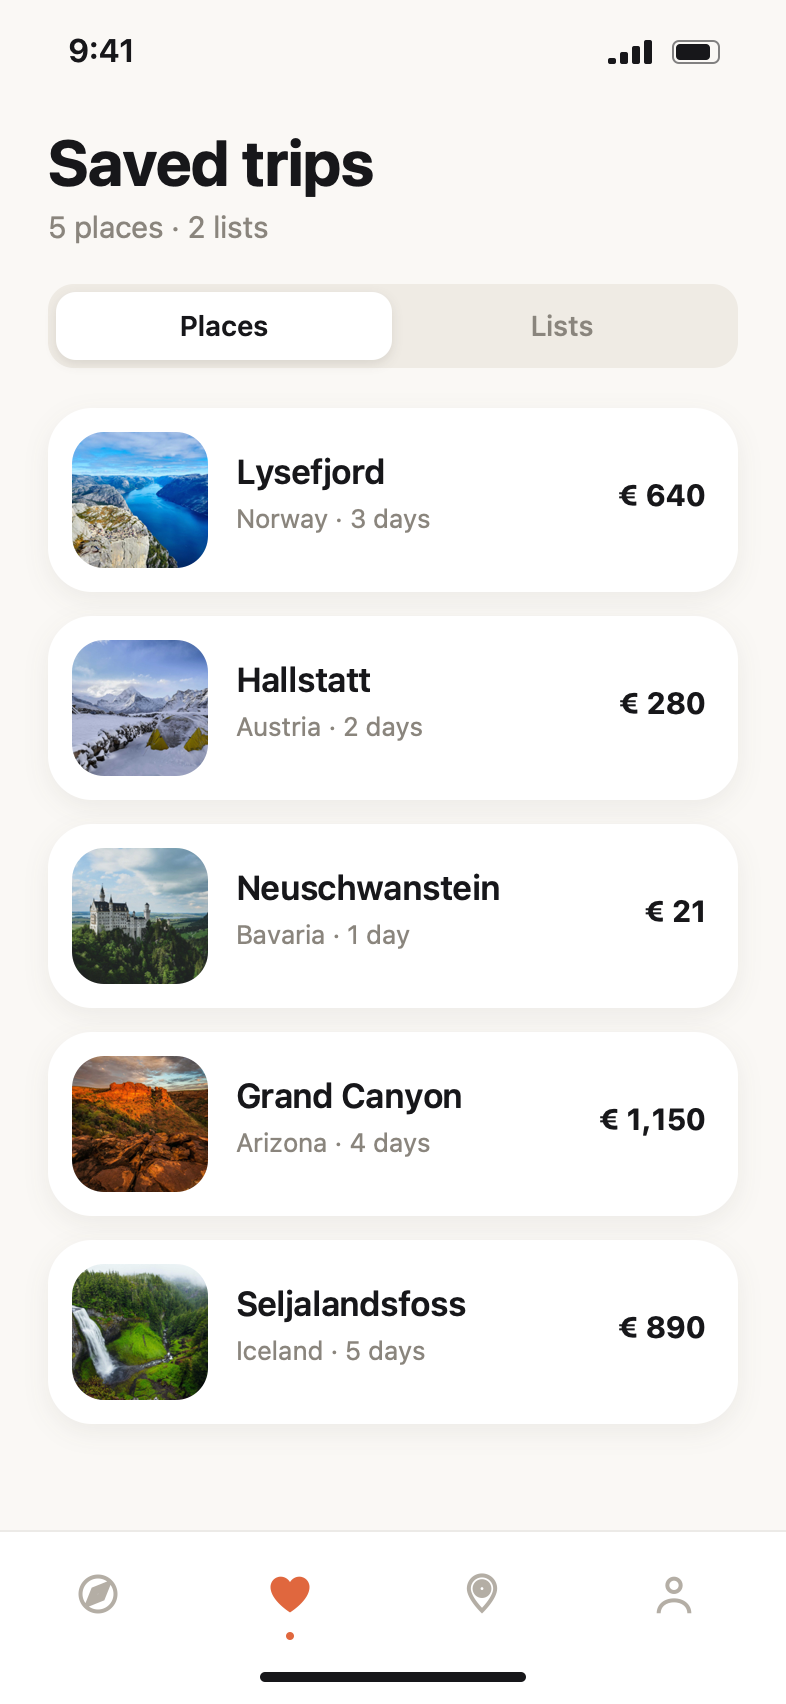 9:41
Saved trips
5 places · 2 lists
Places
Lists
Lysefjord
Norway · 3 days
€ 640
Hallstatt
Austria · 2 days
€ 280
Neuschwanstein
Bavaria · 1 day
€ 21
Grand Canyon
Arizona · 4 days
€ 1,150
Seljalandsfoss
Iceland · 5 days
€ 890